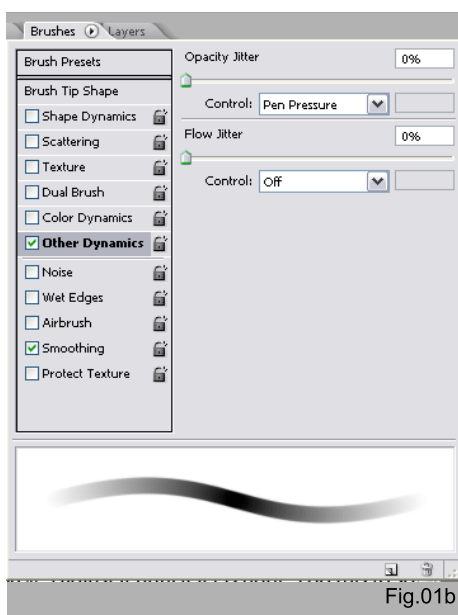 Brushes Layers
Brush Presets
Brush Tip Shape
Shape Dynamics
Scattering
Texture
Dual Brush
Color Dynamics
Other Dynamics
Noise
Wet Edges
Airbrush
Smoothing
Protect Texture
Opacity Jitter 0%
Control: Pen Pressure
Flow Jitter 0%
Control: Off
Fig.01b